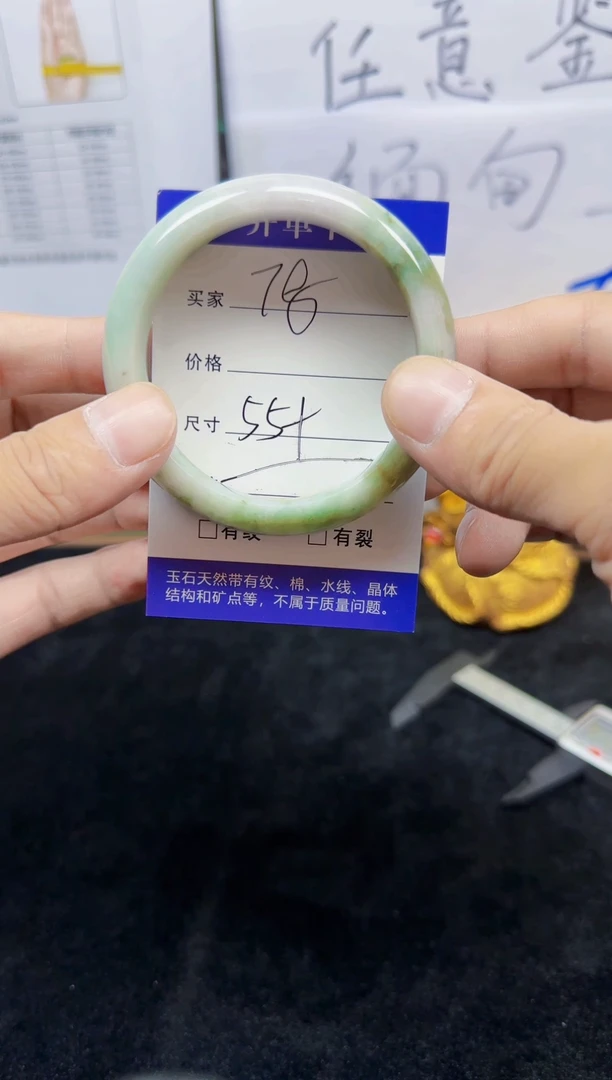 任意鉴
缅甸
开单卡
买家 78
价格
尺寸 55+
□有纹 □有裂
玉石天然带有纹、棉、水线、晶体
结构和矿点等，不属于质量问题。